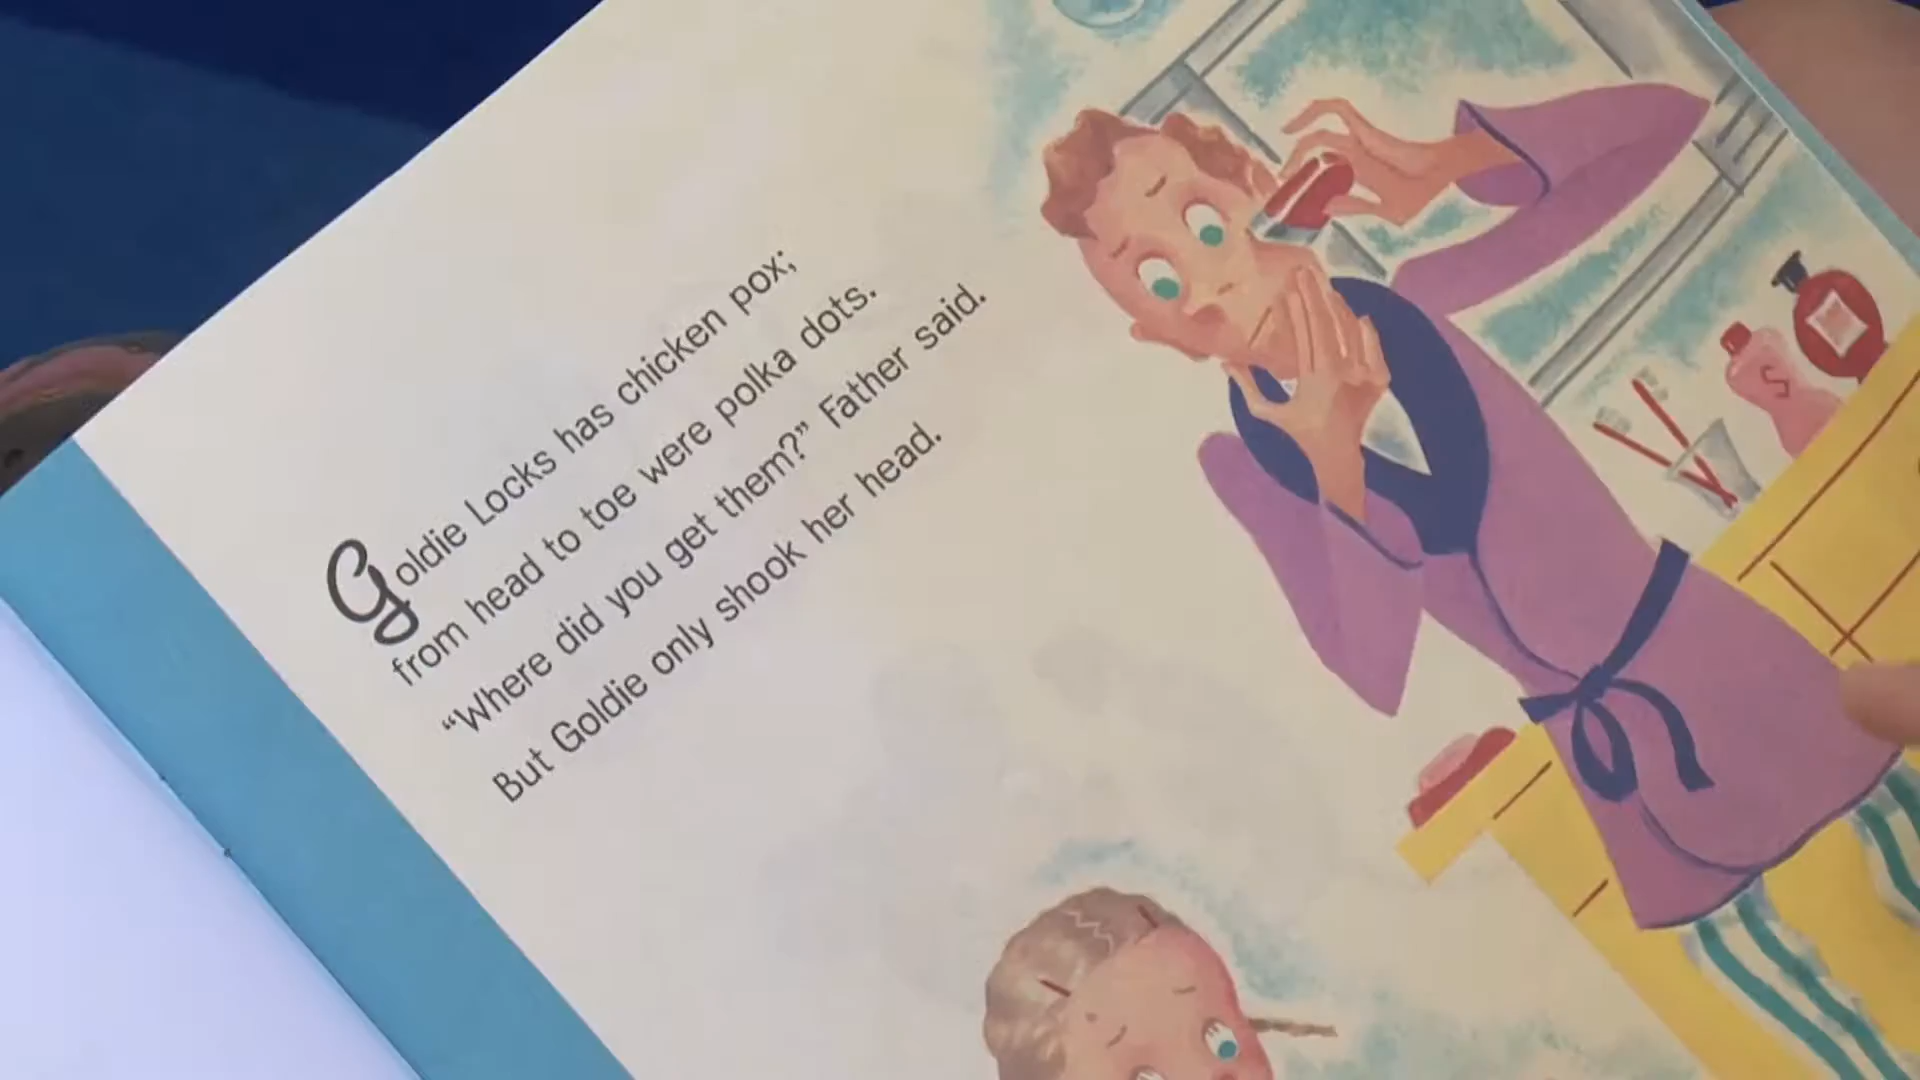 Goldie Locks has chicken pox;
from head to toe were polka dots.
“Where did you get them?” Father said.
But Goldie only shook her head.
S